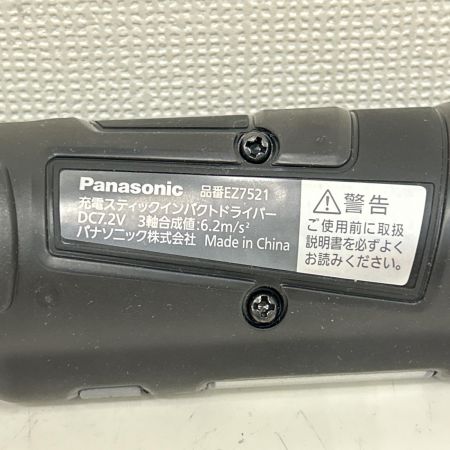 Panasonic 品番EZ7521
充電スティックインパクトドライバー
DC7.2V 3軸合成値:6.2m/s²
パナソニック株式会社 Made in China
⚠警告
ご使用前に取扱
説明書を必ずよく
お読みください。